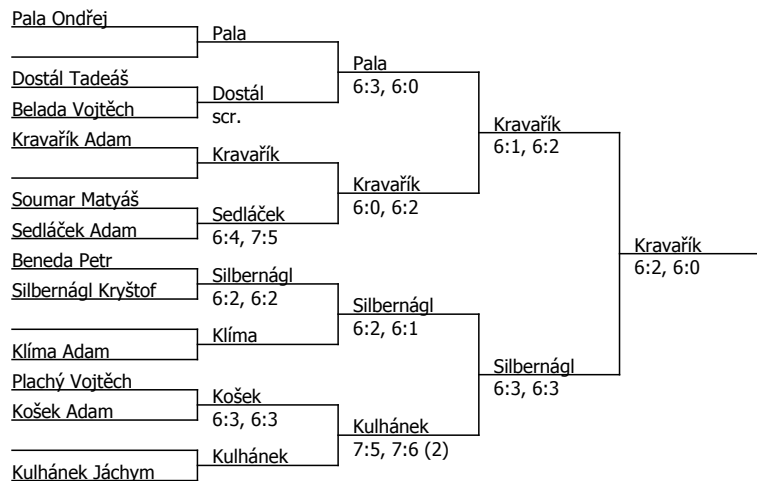 Pala Ondřej
Pala
Pala
6:3, 6:0
Dostál Tadeáš
Dostál
scr.
Belada Vojtěch
Kravařík
6:1, 6:2
Kravařík Adam
Kravařík
Kravařík
6:0, 6:2
Soumar Matyáš
Sedláček
6:4, 7:5
Sedláček Adam
Kravařík
6:2, 6:0
Beneda Petr
Silbernágl
6:2, 6:2
Silbernágl Kryštof
Silbernágl
6:2, 6:1
Klíma
Klíma Adam
Silbernágl
6:3, 6:3
Plachý Vojtěch
Košek
6:3, 6:3
Košek Adam
Kulhánek
7:5, 7:6 (2)
Kulhánek
Kulhánek Jáchym